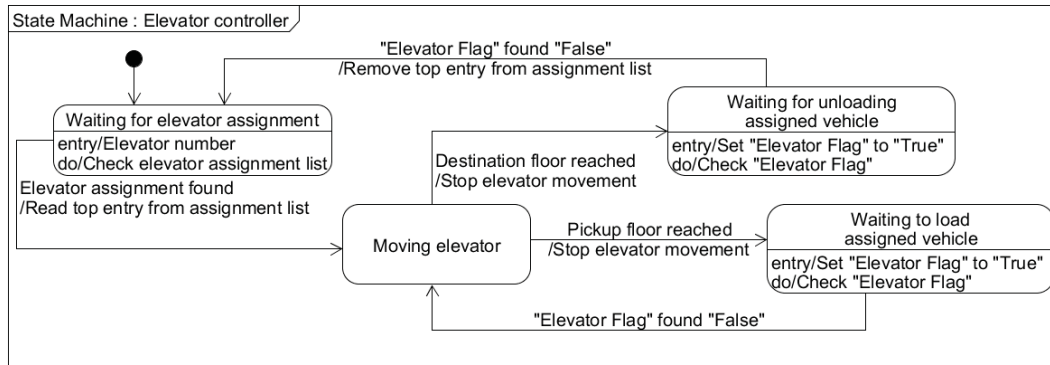 State Machine : Elevator controller
"Elevator Flag" found "False"
/Remove top entry from assignment list
Waiting for elevator assignment
entry/Elevator number
do/Check elevator assignment list
Waiting for unloading
assigned vehicle
entry/Set "Elevator Flag" to "True"
do/Check "Elevator Flag"
Destination floor reached
/Stop elevator movement
Elevator assignment found
/Read top entry from assignment list
Moving elevator
Pickup floor reached
/Stop elevator movement
Waiting to load
assigned vehicle
entry/Set "Elevator Flag" to "True"
do/Check "Elevator Flag"
"Elevator Flag" found "False"